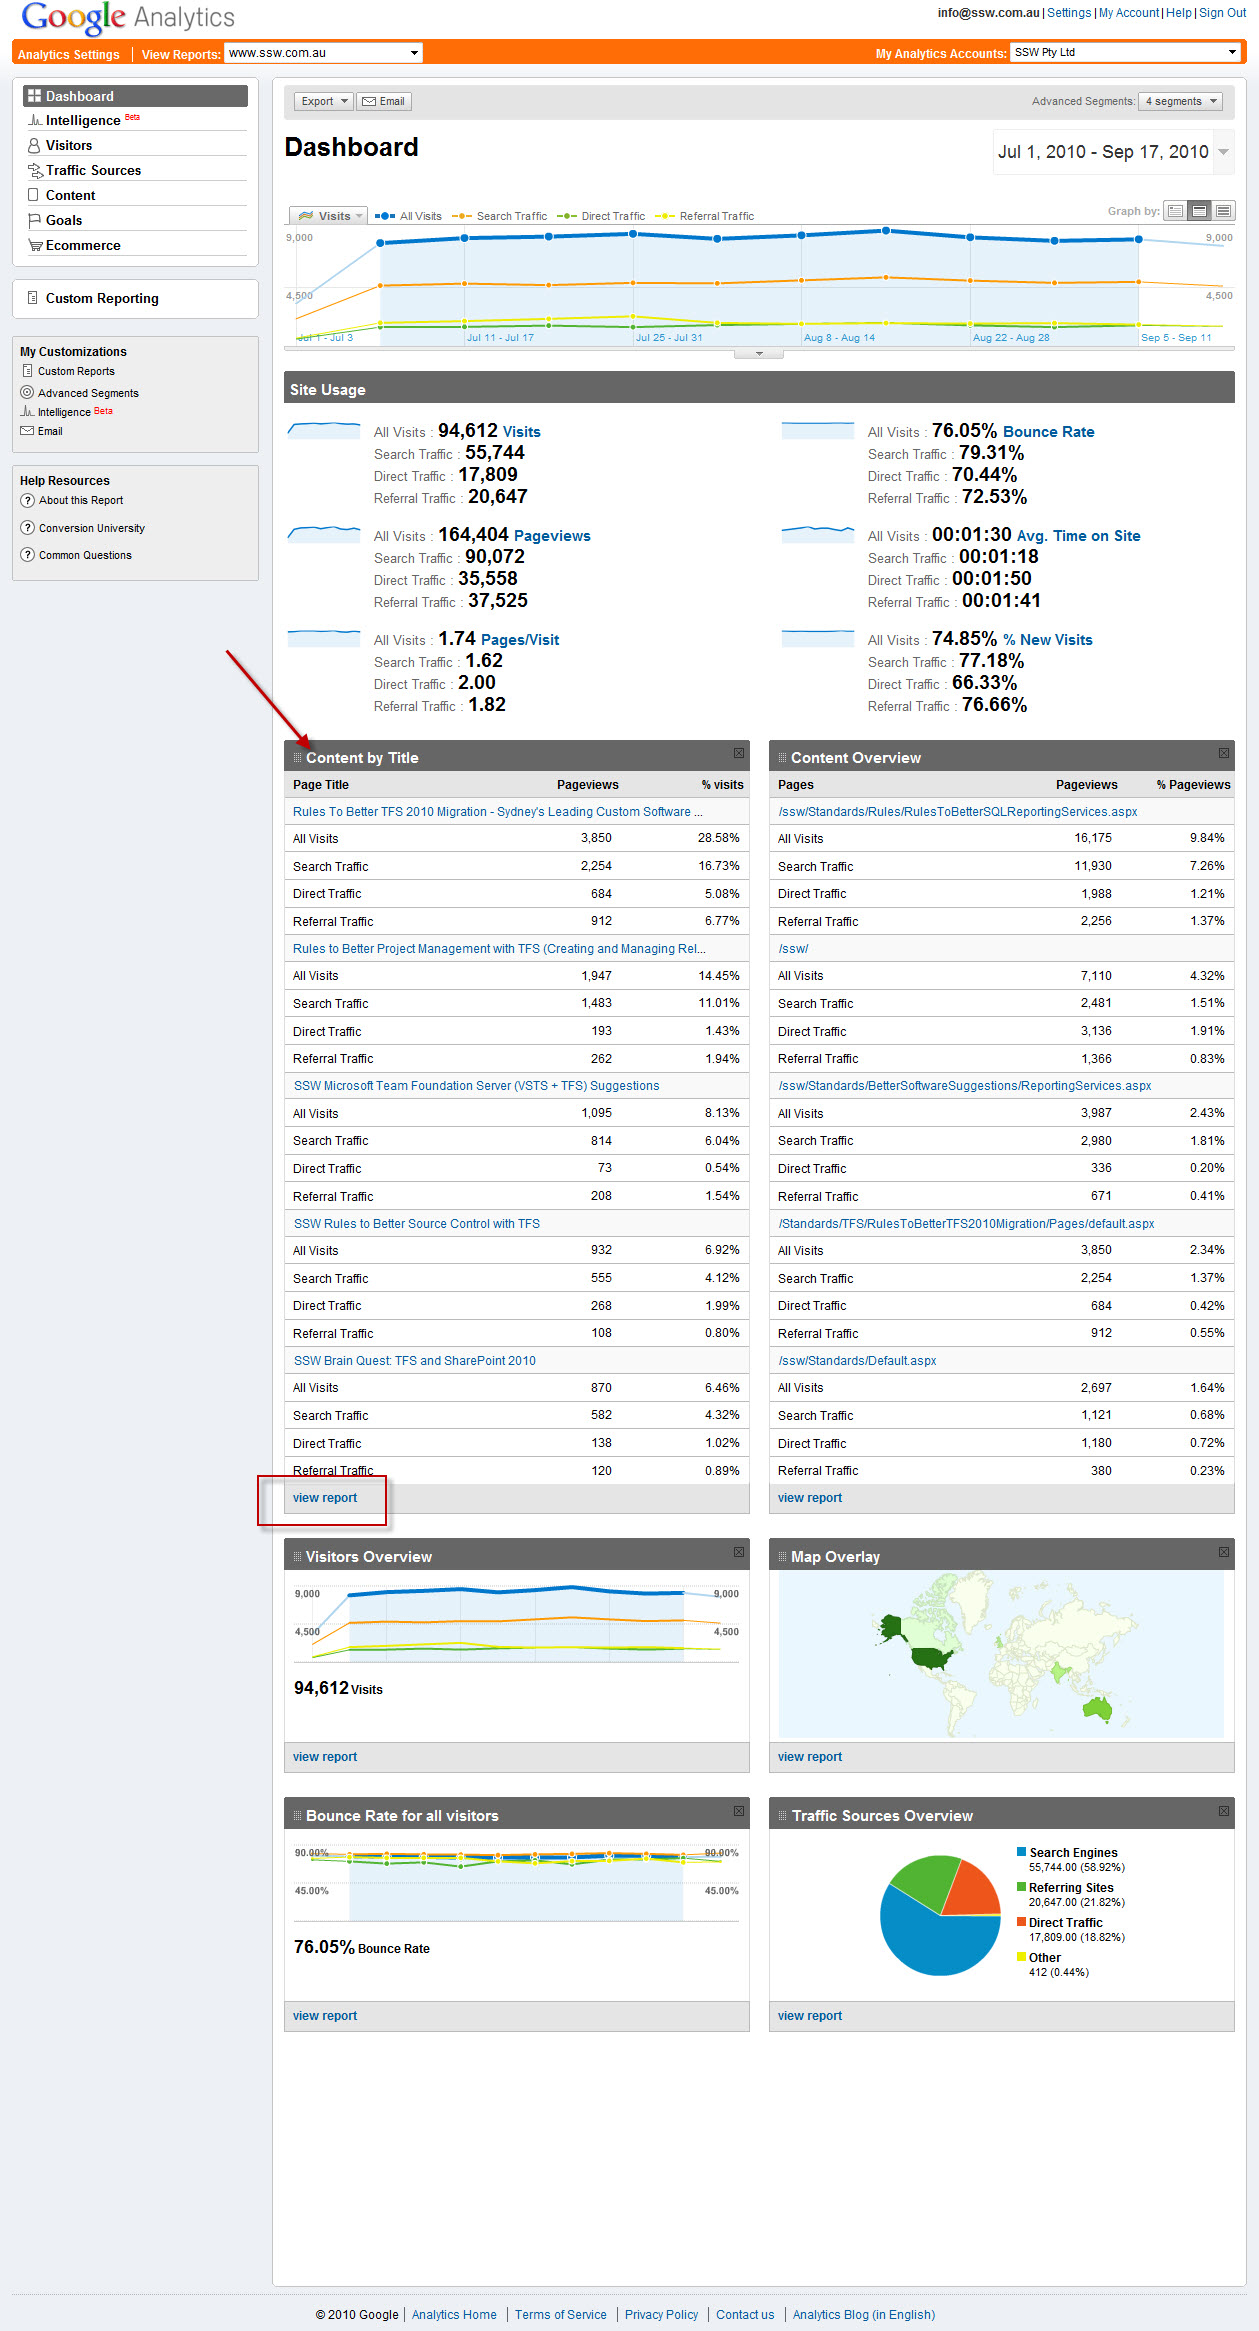 Google Analytics
info@ssw.com.au | Settings | My Account | Help | Sign Out
Analytics Settings | View Reports: www.ssw.com.au
My Analytics Accounts: SSW Pty Ltd
Dashboard
Intelligence Beta
Visitors
Traffic Sources
Content
Goals
Ecommerce
Custom Reporting
My Customizations
Custom Reports
Advanced Segments
Intelligence Beta
Email
Help Resources
? About this Report
? Conversion University
? Common Questions
Export Email
Advanced Segments: 4 segments
Dashboard
Jul 1, 2010 - Sep 17, 2010
Visits All Visits Search Traffic Direct Traffic Referral Traffic
Graph by:
9,000 9,000
4,500 4,500
Jul 1 - Jul 3 Jul 11 - Jul 17 Jul 25 - Jul 31 Aug 8 - Aug 14 Aug 22 - Aug 28 Sep 5 - Sep 11
Site Usage
All Visits : 94,612 Visits
Search Traffic : 55,744
Direct Traffic : 17,809
Referral Traffic : 20,647
All Visits : 76.05% Bounce Rate
Search Traffic : 79.31%
Direct Traffic : 70.44%
Referral Traffic : 72.53%
All Visits : 164,404 Pageviews
Search Traffic : 90,072
Direct Traffic : 35,558
Referral Traffic : 37,525
All Visits : 00:01:30 Avg. Time on Site
Search Traffic : 00:01:18
Direct Traffic : 00:01:50
Referral Traffic : 00:01:41
All Visits : 1.74 Pages/Visit
Search Traffic : 1.62
Direct Traffic : 2.00
Referral Traffic : 1.82
All Visits : 74.85% % New Visits
Search Traffic : 77.18%
Direct Traffic : 66.33%
Referral Traffic : 76.66%
Content by Title
Page Title Pageviews % visits
Rules To Better TFS 2010 Migration - Sydney's Leading Custom Software ...
All Visits 3,850 28.58%
Search Traffic 2,254 16.73%
Direct Traffic 684 5.08%
Referral Traffic 912 6.77%
Rules to Better Project Management with TFS (Creating and Managing Rel...
All Visits 1,947 14.45%
Search Traffic 1,483 11.01%
Direct Traffic 193 1.43%
Referral Traffic 262 1.94%
SSW Microsoft Team Foundation Server (VSTS + TFS) Suggestions
All Visits 1,095 8.13%
Search Traffic 814 6.04%
Direct Traffic 73 0.54%
Referral Traffic 208 1.54%
SSW Rules to Better Source Control with TFS
All Visits 932 6.92%
Search Traffic 555 4.12%
Direct Traffic 268 1.99%
Referral Traffic 108 0.80%
SSW Brain Quest: TFS and SharePoint 2010
All Visits 870 6.46%
Search Traffic 582 4.32%
Direct Traffic 138 1.02%
Referral Traffic 120 0.89%
view report
Content Overview
Pages Pageviews % Pageviews
/ssw/Standards/Rules/RulesToBetterSQLReportingServices.aspx
All Visits 16,175 9.84%
Search Traffic 11,930 7.26%
Direct Traffic 1,988 1.21%
Referral Traffic 2,256 1.37%
/ssw/
All Visits 7,110 4.32%
Search Traffic 2,481 1.51%
Direct Traffic 3,136 1.91%
Referral Traffic 1,366 0.83%
/ssw/Standards/BetterSoftwareSuggestions/ReportingServices.aspx
All Visits 3,987 2.43%
Search Traffic 2,980 1.81%
Direct Traffic 336 0.20%
Referral Traffic 671 0.41%
/Standards/TFS/RulesToBetterTFS2010Migration/Pages/default.aspx
All Visits 3,850 2.34%
Search Traffic 2,254 1.37%
Direct Traffic 684 0.42%
Referral Traffic 912 0.55%
/ssw/Standards/Default.aspx
All Visits 2,697 1.64%
Search Traffic 1,121 0.68%
Direct Traffic 1,180 0.72%
Referral Traffic 380 0.23%
view report
Visitors Overview
9,000 9,000
4,500 4,500
94,612 Visits
view report
Map Overlay
view report
Bounce Rate for all visitors
90.00% 90.00%
45.00% 45.00%
76.05% Bounce Rate
view report
Traffic Sources Overview
Search Engines
55,744.00 (58.92%)
Referring Sites
20,647.00 (21.82%)
Direct Traffic
17,809.00 (18.82%)
Other
412 (0.44%)
view report
© 2010 Google | Analytics Home | Terms of Service | Privacy Policy | Contact us | Analytics Blog (in English)